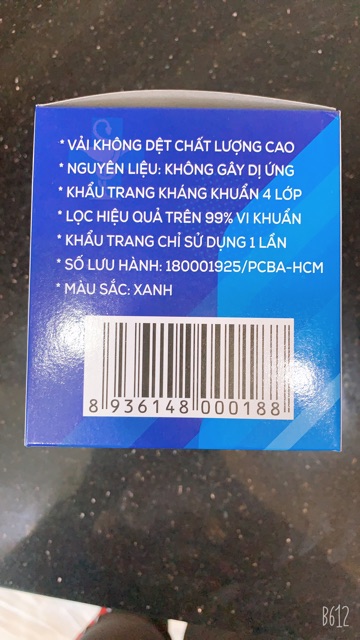 * VẢI KHÔNG DỆT CHẤT LƯỢNG CAO
* NGUYÊN LIỆU: KHÔNG GÂY DỊ ỨNG
* KHẨU TRANG KHÁNG KHUẨN 4 LỚP
* LỌC HIỆU QUẢ TRÊN 99% VI KHUẨN
* KHẨU TRANG CHỈ SỬ DỤNG 1 LẦN
* SỐ LƯU HÀNH: 180001925/PCBA-HCM
* MÀU SẮC: XANH
8 936148 000188
B612